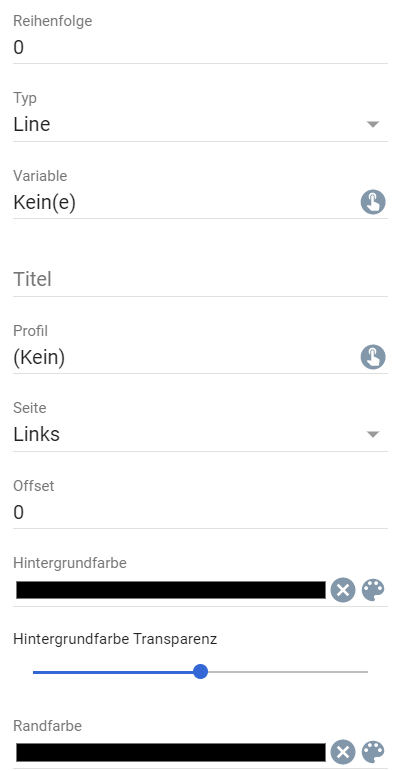 Reihenfolge
0
Typ
Line
Variable
Kein(e)
Titel
Profil
(Kein)
Seite
Links
Offset
0
Hintergrundfarbe
Hintergrundfarbe Transparenz
Randfarbe